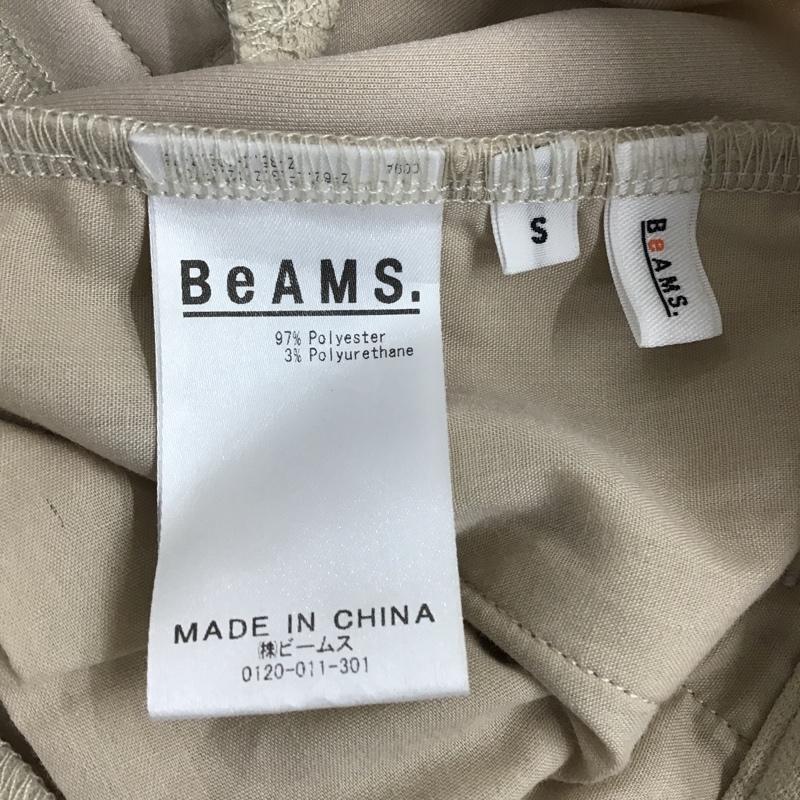 BeAMS.
97% Polyester
3% Polyurethane
MADE IN CHINA
㈱ビームス
0120-011-301
S
BeAMS.